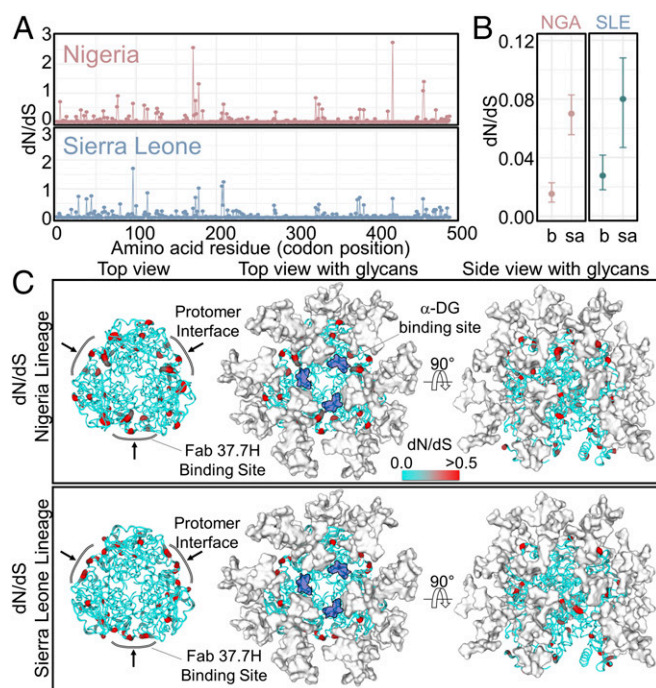 A
Nigeria
3
2
1
0
dN/dS
Sierra Leone
3
2
1
0
0 100 200 300 400 500
Amino acid residue (codon position)
B
NGA SLE
0.12
0.08
0.04
0.00
dN/dS
b sa b sa
Top view
Top view with glycans
Side view with glycans
C
dN/dS
Nigeria Lineage
Protomer
Interface
Fab 37.7H
Binding Site
α-DG
binding site
90°
dN/dS
0.0 >0.5
dN/dS
Sierra Leone Lineage
Protomer
Interface
Fab 37.7H
Binding Site
90°